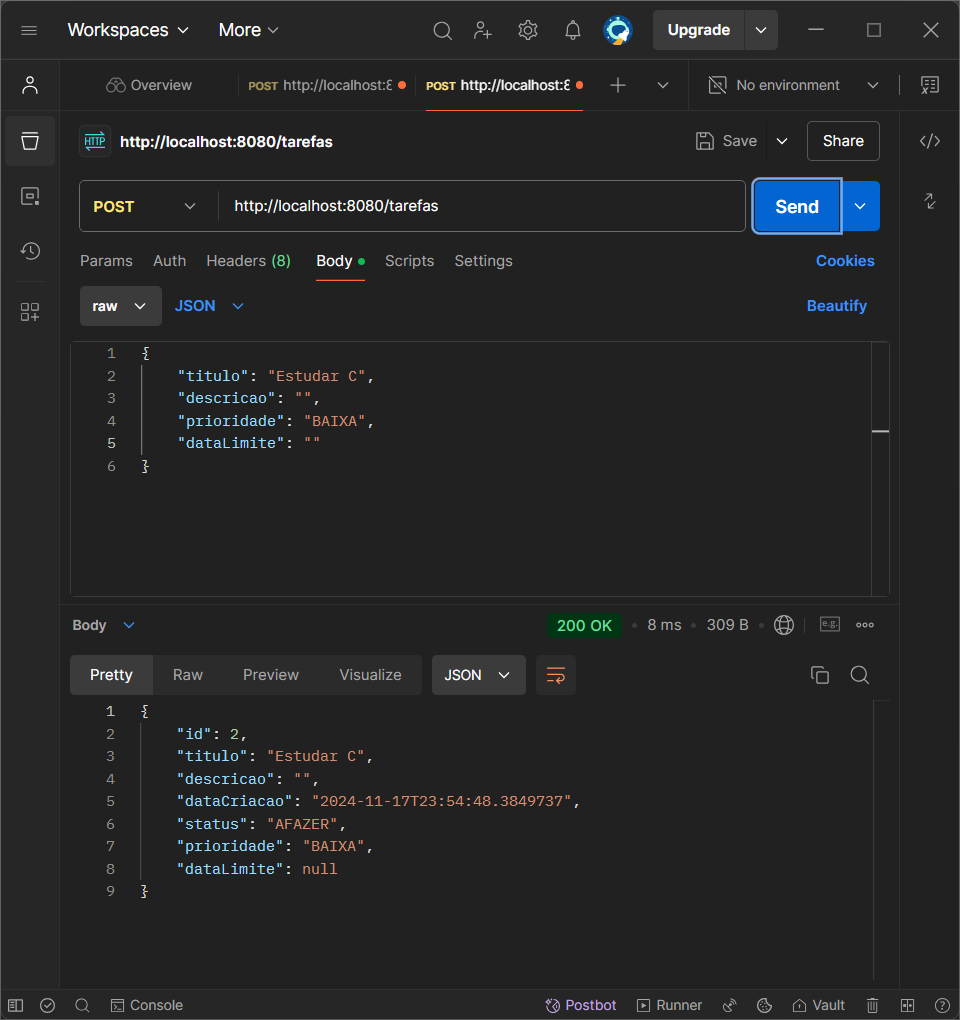 Workspaces More Upgrade
Overview POST http://localhost:8 POST http://localhost:8 No environment
HTTP http://localhost:8080/tarefas Save Share
POST http://localhost:8080/tarefas Send
Params Auth Headers (8) Body Scripts Settings Cookies
raw JSON Beautify
1 {
2 "titulo": "Estudar C",
3 "descricao": "",
4 "prioridade": "BAIXA",
5 "dataLimite": ""
6 }
Body 200 OK 8 ms 309 B e.g.
Pretty Raw Preview Visualize JSON
1 {
2 "id": 2,
3 "titulo": "Estudar C",
4 "descricao": "",
5 "dataCriacao": "2024-11-17T23:54:48.3849737",
6 "status": "AFAZER",
7 "prioridade": "BAIXA",
8 "dataLimite": null
9 }
Console Postbot Runner Vault